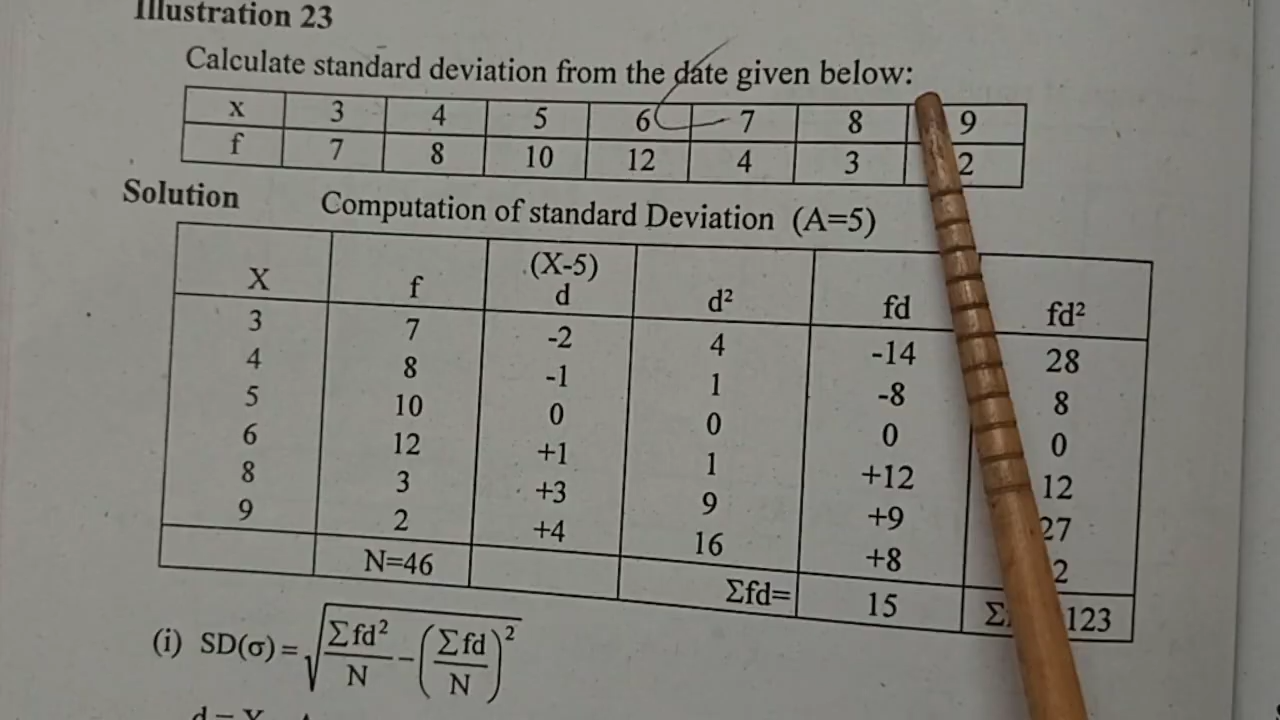 Illustration 23
Calculate standard deviation from the date given below:
x 3 4 5 6 7 8 9
f 7 8 10 12 4 3 2
Solution Computation of standard Deviation (A=5)
X f (X-5) d d² fd fd²
3 7 -2 4 -14 28
4 8 -1 1 -8 8
5 10 0 0 0 0
6 12 +1 1 +12 12
8 3 +3 9 +9 27
9 2 +4 16 +8 2
N=46 Σfd= 15 Σ 123
(i) SD(σ) = √(Σfd²/N − (Σfd/N)²)